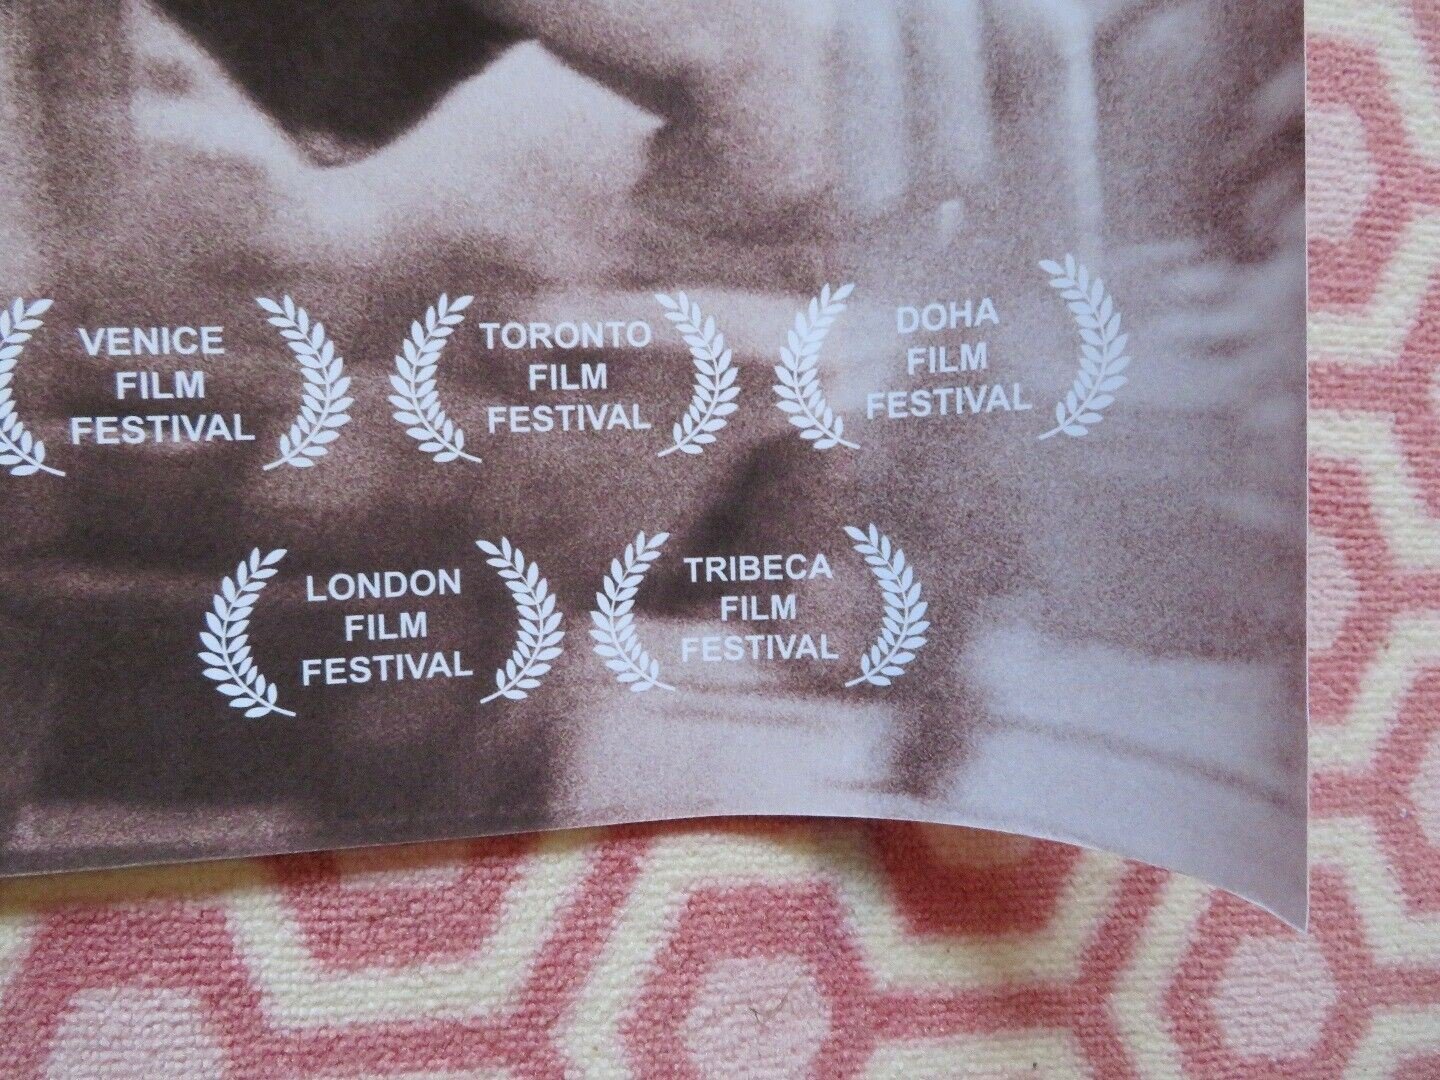 VENICE
FILM
FESTIVAL
TORONTO
FILM
FESTIVAL
DOHA
FILM
FESTIVAL
LONDON
FILM
FESTIVAL
TRIBECA
FILM
FESTIVAL